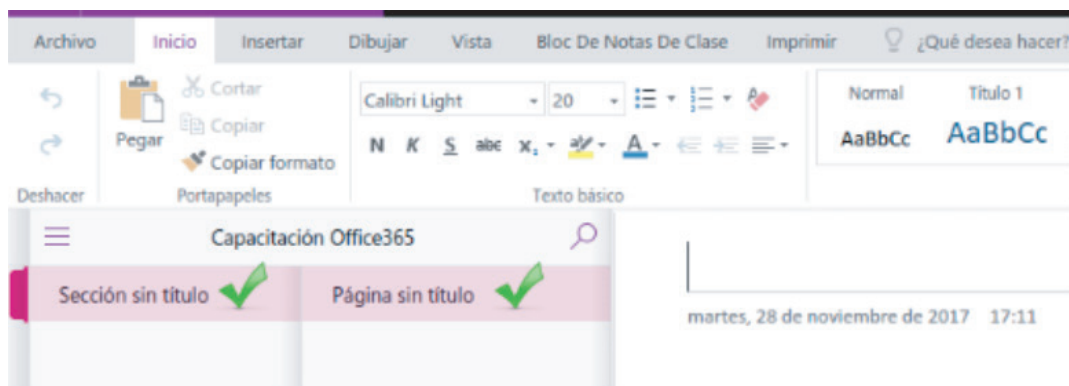 Archivo Inicio Insertar Dibujar Vista Bloc De Notas De Clase Imprimir ¿Qué desea hacer?
Cortar
Calibri Light 20 Normal Título 1
Copiar
Pegar N K S abc x, ab A AaBbCc AaBbCc
Copiar formato
Deshacer Portapapeles Texto básico
Capacitación Office365
Sección sin título Página sin título
martes, 28 de noviembre de 2017 17:11